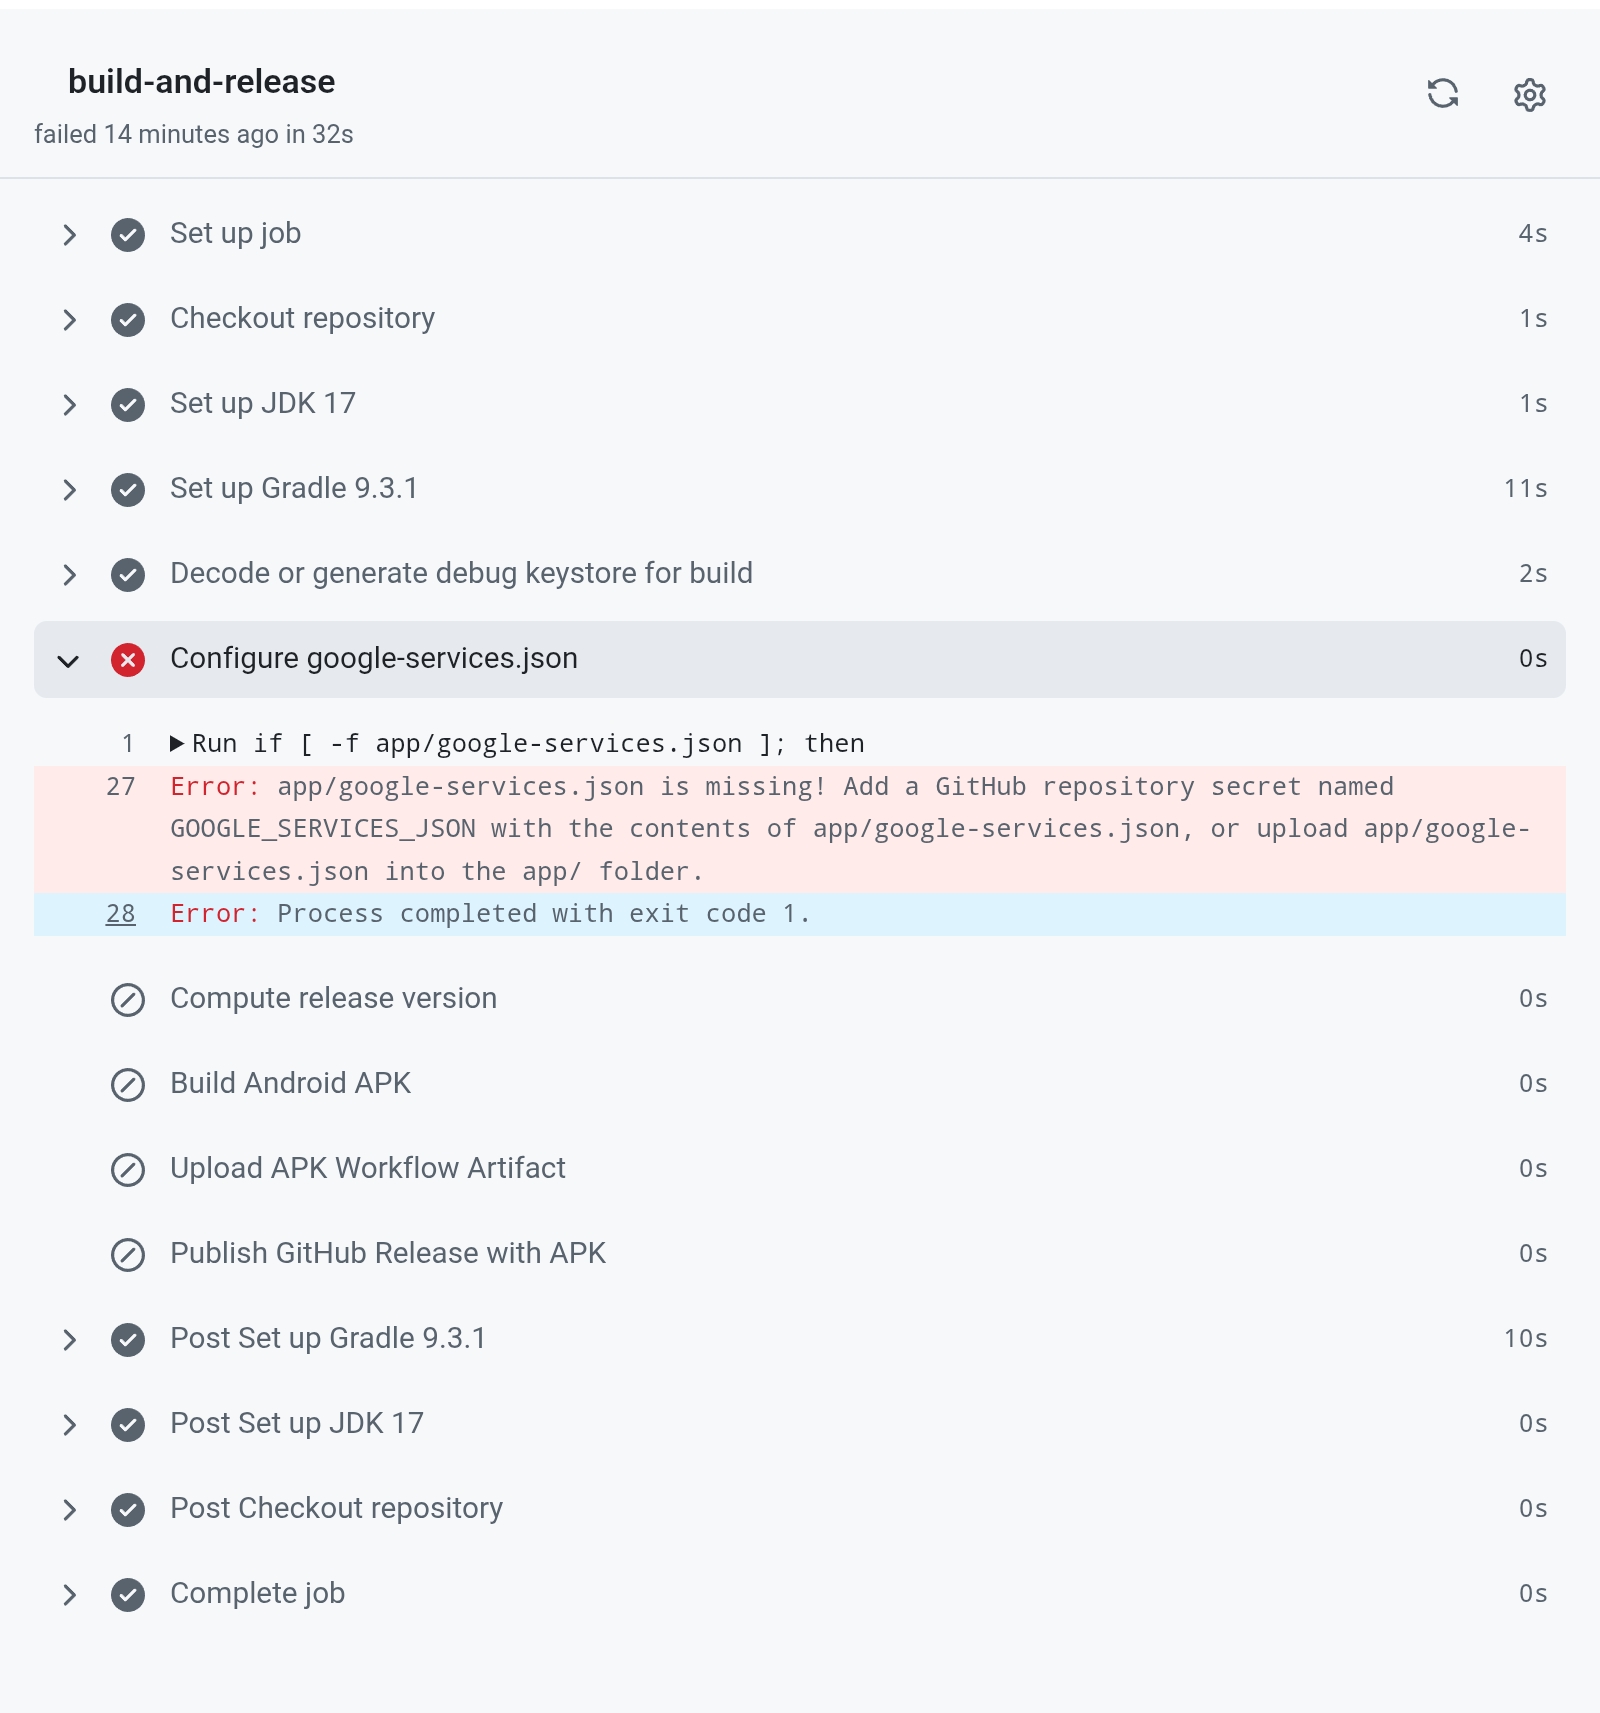 build-and-release
failed 14 minutes ago in 32s
Set up job 4s
Checkout repository 1s
Set up JDK 17 1s
Set up Gradle 9.3.1 11s
Decode or generate debug keystore for build 2s
Configure google-services.json 0s
1 Run if [ -f app/google-services.json ]; then
27 Error: app/google-services.json is missing! Add a GitHub repository secret named
GOOGLE_SERVICES_JSON with the contents of app/google-services.json, or upload app/google-
services.json into the app/ folder.
28 Error: Process completed with exit code 1.
Compute release version 0s
Build Android APK 0s
Upload APK Workflow Artifact 0s
Publish GitHub Release with APK 0s
Post Set up Gradle 9.3.1 10s
Post Set up JDK 17 0s
Post Checkout repository 0s
Complete job 0s